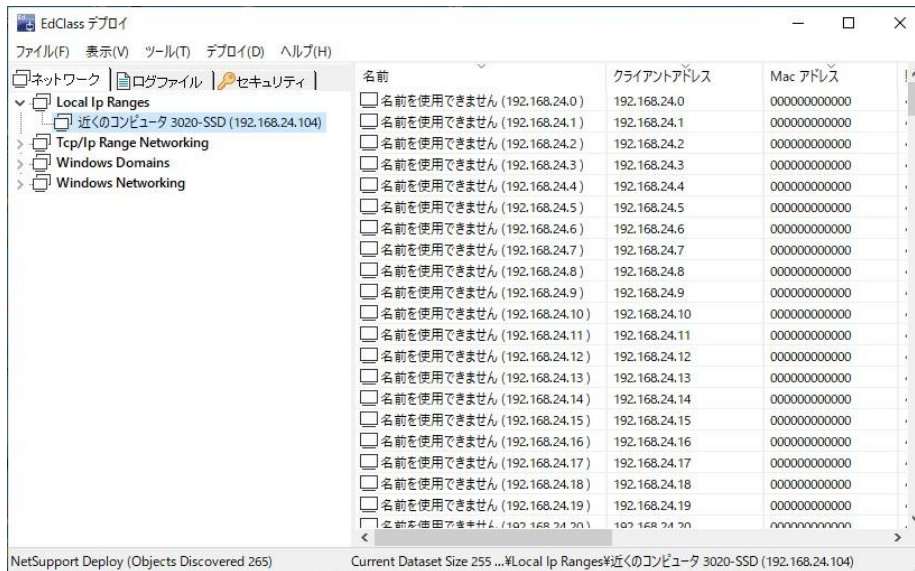 EdClass デプロイ
ファイル(F) 表示(V) ツール(T) デプロイ(D) ヘルプ(H)
ネットワーク ログファイル セキュリティ
Local Ip Ranges
近くのコンピュータ 3020-SSD (192.168.24.104)
Tcp/Ip Range Networking
Windows Domains
Windows Networking
名前 クライアントアドレス Mac アドレス
名前を使用できません (192.168.24.0 ) 192.168.24.0 000000000000
名前を使用できません (192.168.24.1 ) 192.168.24.1 000000000000
名前を使用できません (192.168.24.2 ) 192.168.24.2 000000000000
名前を使用できません (192.168.24.3 ) 192.168.24.3 000000000000
名前を使用できません (192.168.24.4 ) 192.168.24.4 000000000000
名前を使用できません (192.168.24.5 ) 192.168.24.5 000000000000
名前を使用できません (192.168.24.6 ) 192.168.24.6 000000000000
名前を使用できません (192.168.24.7 ) 192.168.24.7 000000000000
名前を使用できません (192.168.24.8 ) 192.168.24.8 000000000000
名前を使用できません (192.168.24.9 ) 192.168.24.9 000000000000
名前を使用できません (192.168.24.10 ) 192.168.24.10 000000000000
名前を使用できません (192.168.24.11 ) 192.168.24.11 000000000000
名前を使用できません (192.168.24.12 ) 192.168.24.12 000000000000
名前を使用できません (192.168.24.13 ) 192.168.24.13 000000000000
名前を使用できません (192.168.24.14 ) 192.168.24.14 000000000000
名前を使用できません (192.168.24.15 ) 192.168.24.15 000000000000
名前を使用できません (192.168.24.16 ) 192.168.24.16 000000000000
名前を使用できません (192.168.24.17 ) 192.168.24.17 000000000000
名前を使用できません (192.168.24.18 ) 192.168.24.18 000000000000
名前を使用できません (192.168.24.19 ) 192.168.24.19 000000000000
名前を使用できません (192.168.24.20 ) 192.168.24.20 000000000000
NetSupport Deploy (Objects Discovered 265) Current Dataset Size 255 ...¥Local Ip Ranges¥近くのコンピュータ 3020-SSD (192.168.24.104)